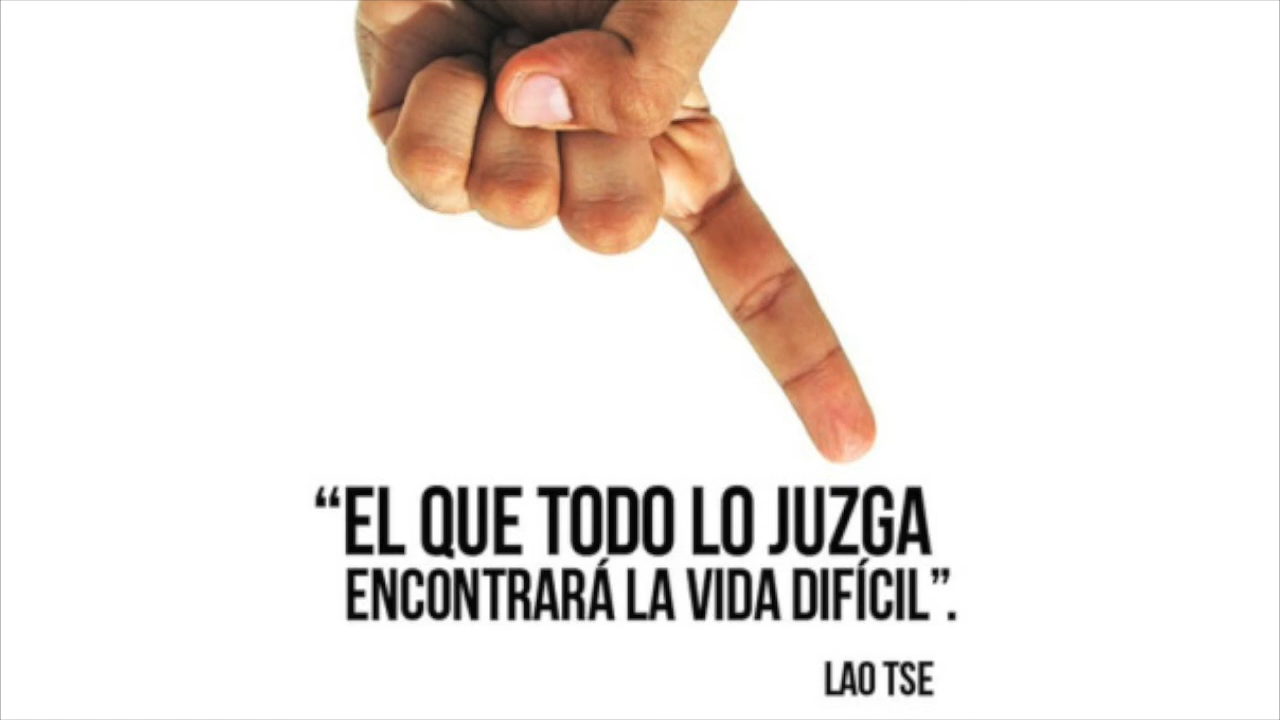 “EL QUE TODO LO JUZGA
ENCONTRARÁ LA VIDA DIFÍCIL”.
LAO TSE